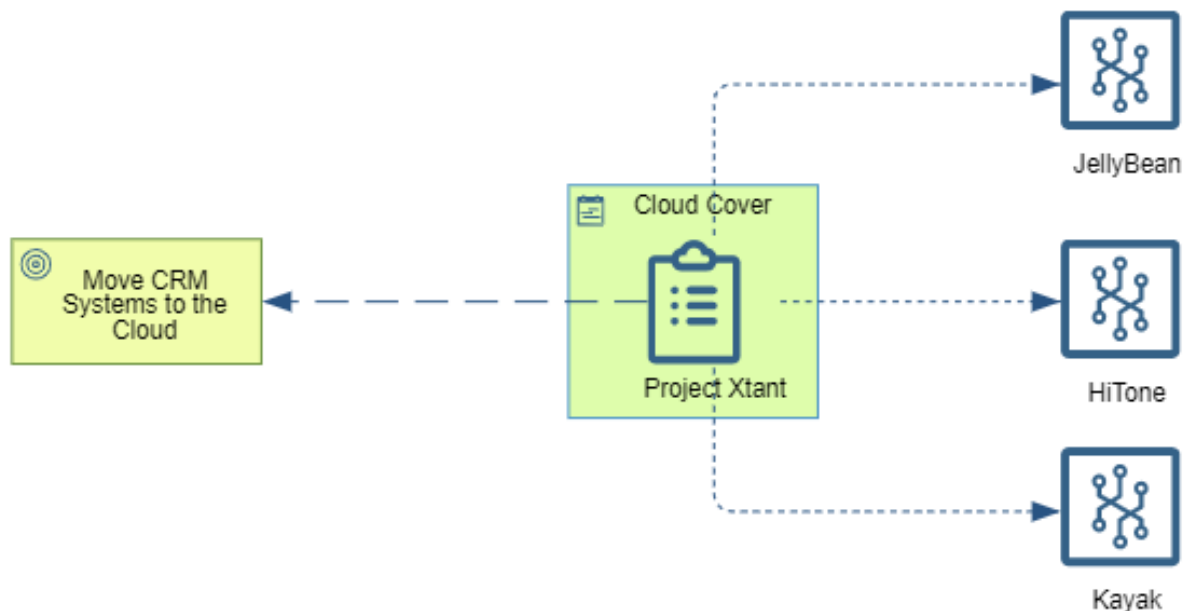 JellyBean
Cloud Cover
Move CRM
Systems to the
Cloud
Project Xtant
HiTone
Kayak